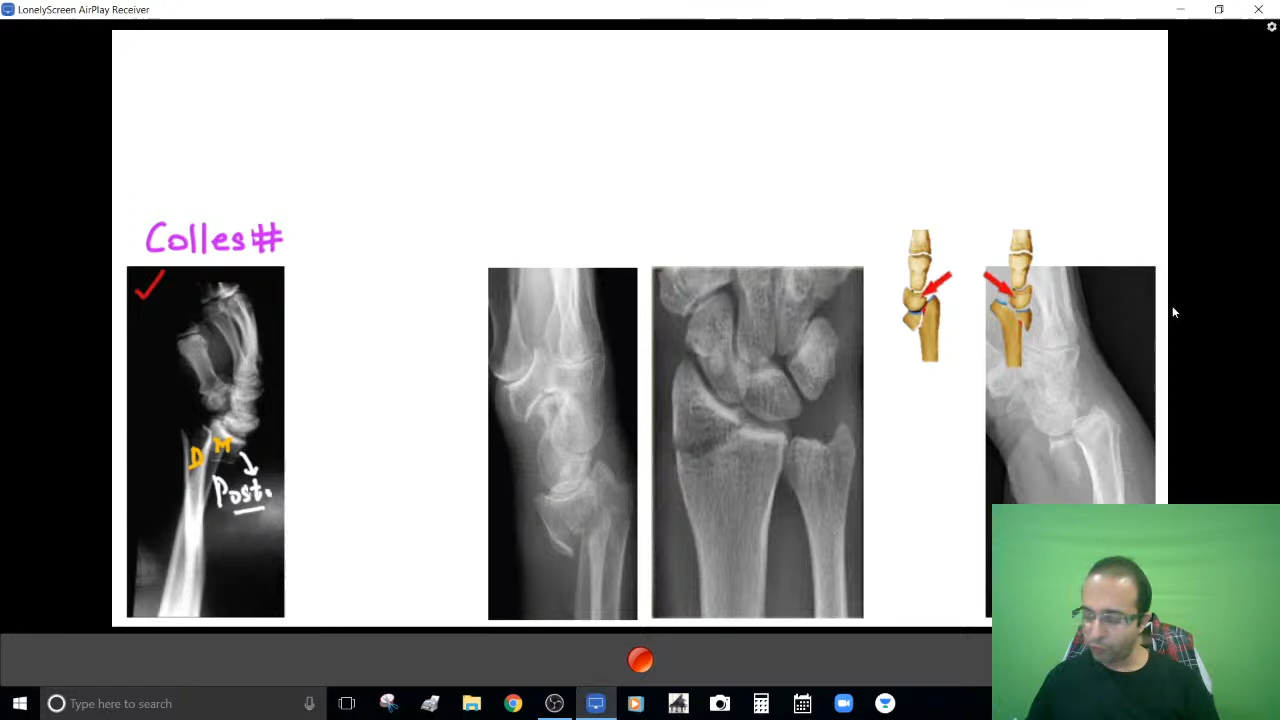 LonelyScreen AirPlay Receiver
Colles#
D M
Post.
Type here to search